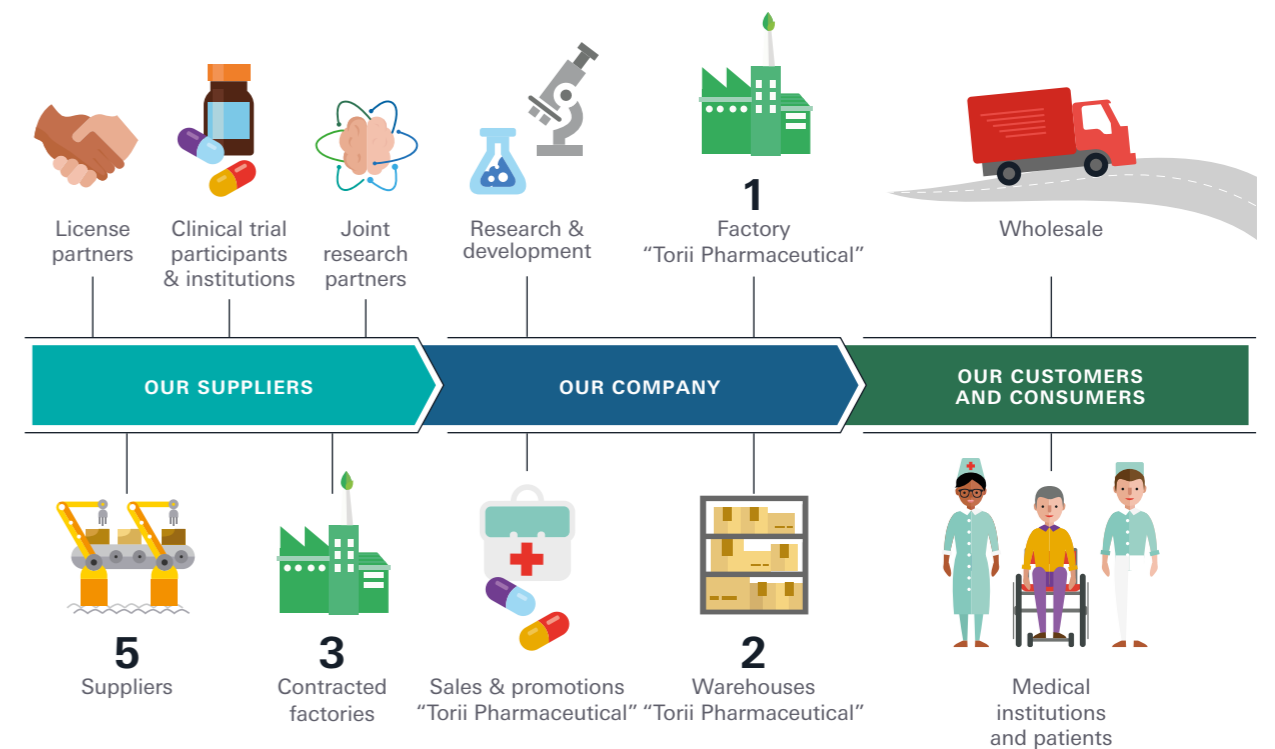 License
partners
Clinical trial
participants
& institutions
Joint
research
partners
Research &
development
1
Factory
“Torii Pharmaceutical”
Wholesale
OUR SUPPLIERS
OUR COMPANY
OUR CUSTOMERS
AND CONSUMERS
5
Suppliers
3
Contracted
factories
Sales & promotions
“Torii Pharmaceutical”
2
Warehouses
“Torii Pharmaceutical”
Medical
institutions
and patients